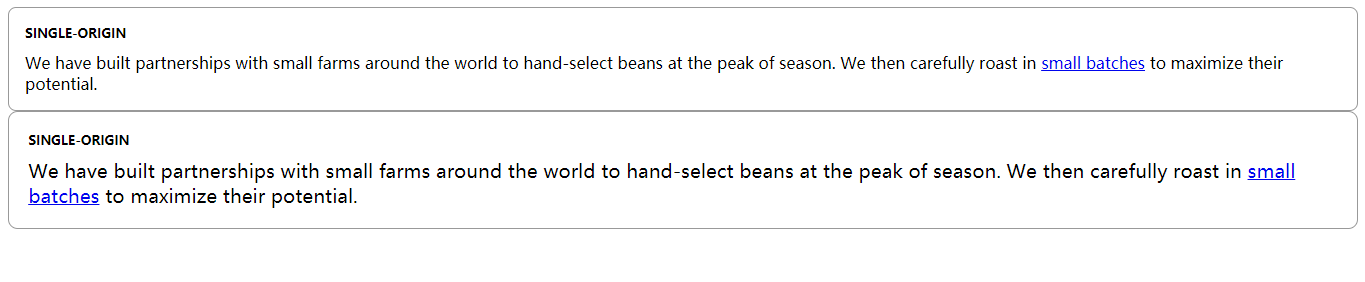 SINGLE-ORIGIN
We have built partnerships with small farms around the world to hand-select beans at the peak of season. We then carefully roast in small batches to maximize their
potential.
SINGLE-ORIGIN
We have built partnerships with small farms around the world to hand-select beans at the peak of season. We then carefully roast in small
batches to maximize their potential.